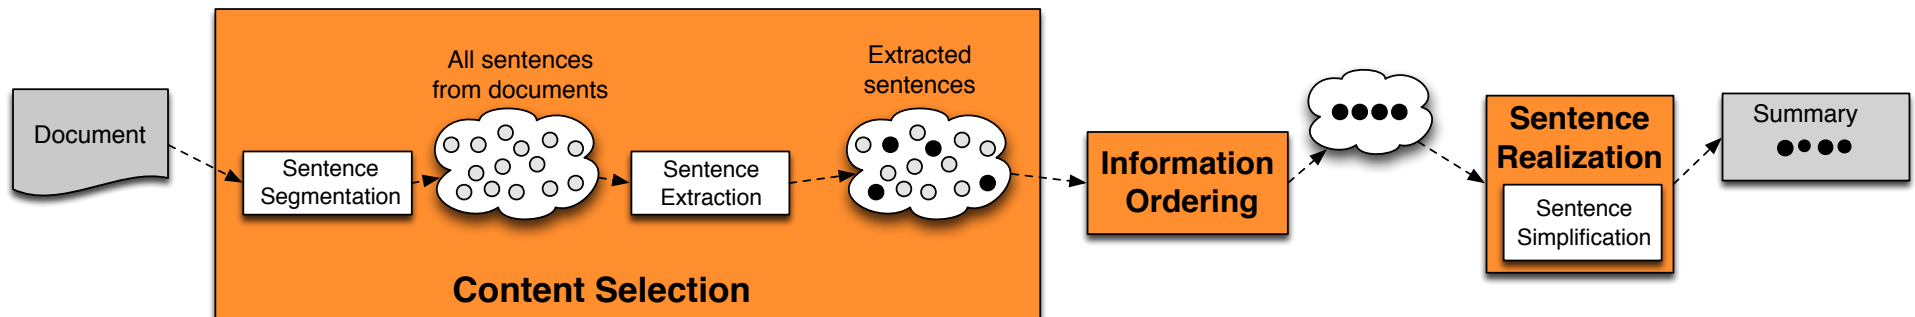 Document
Sentence
Segmentation
All sentences
from documents
Sentence
Extraction
Extracted
sentences
Content Selection
Information
Ordering
Sentence
Realization
Sentence
Simplification
Summary